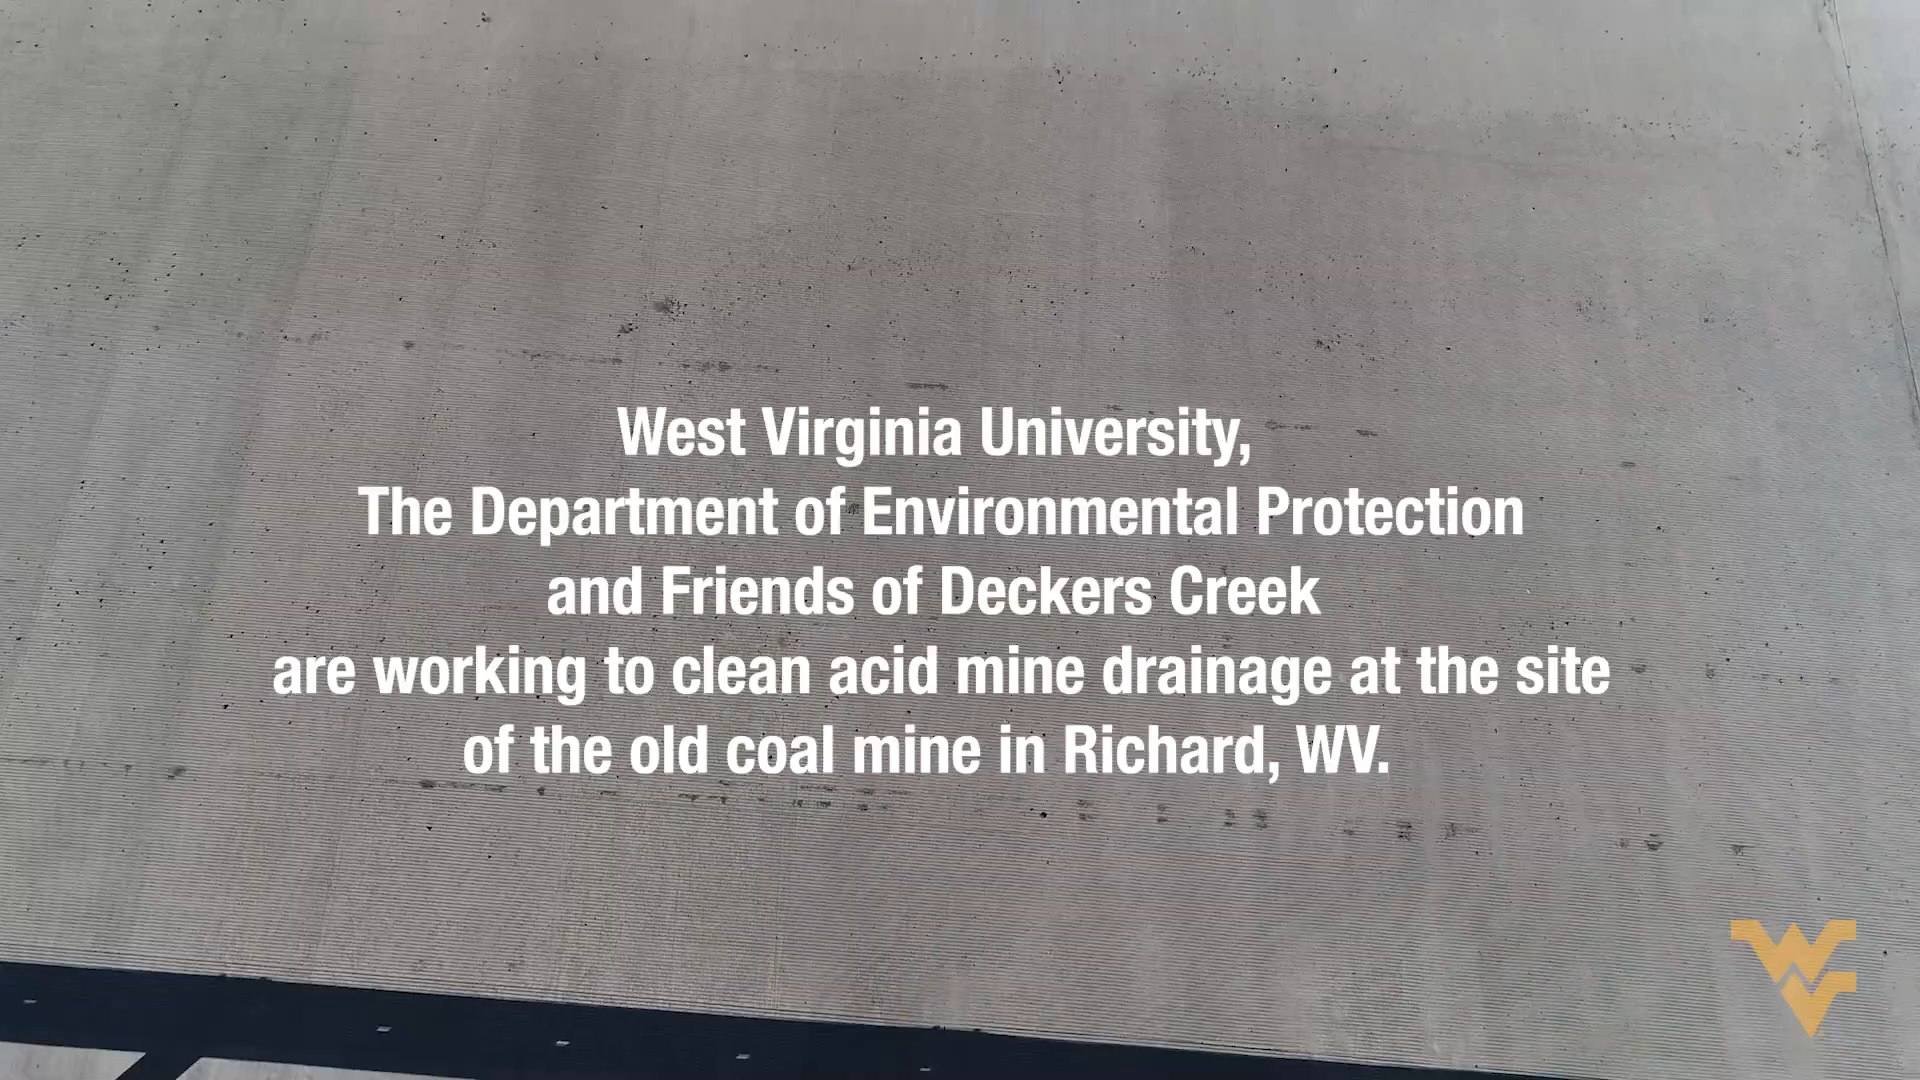 West Virginia University,
The Department of Environmental Protection
and Friends of Deckers Creek
are working to clean acid mine drainage at the site
of the old coal mine in Richard, WV.
WV